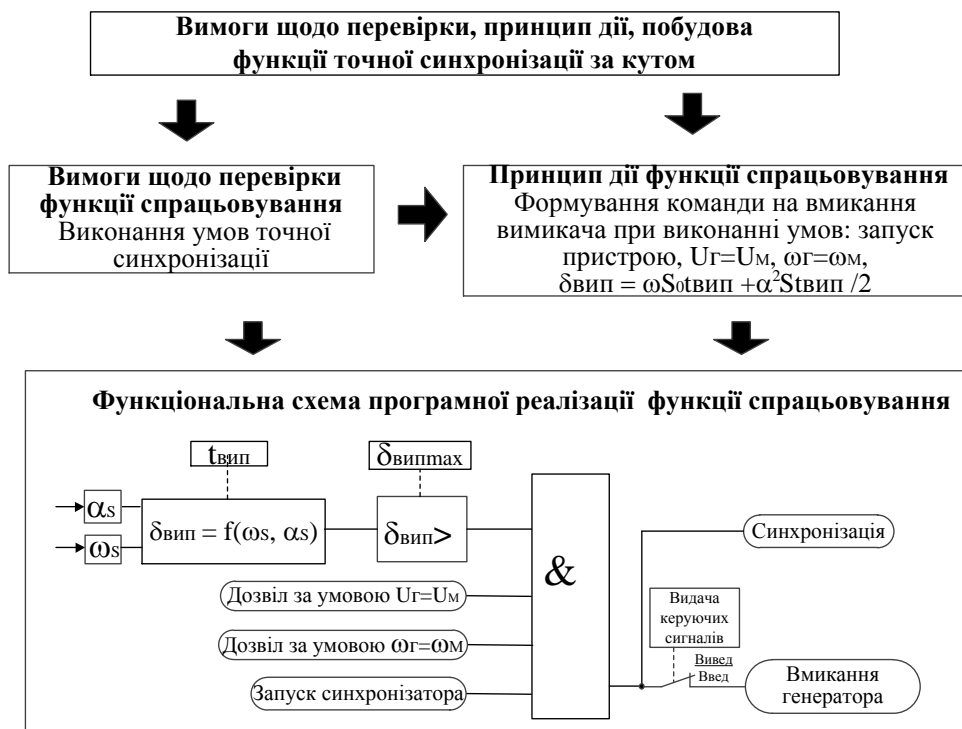 Вимоги щодо перевірки, принцип дії, побудова
функції точної синхронізації за кутом
Вимоги щодо перевірки
функції спрацьовування
Виконання умов точної
синхронізації
Принцип дії функції спрацьовування
Формування команди на вмикання
вимикача при виконанні умов: запуск
пристрою, Uг=Uм, ωг=ωм,
δвип = ωS₀tвип +α²Stвип /2
Функціональна схема програмної реалізації функції спрацьовування
tвип
δвипmax
αs
ωs
δвип = f(ωs, αs)
δвип>
&
Дозвіл за умовою Uг=Uм
Дозвіл за умовою ωг=ωм
Запуск синхронізатора
Синхронізація
Видача
керуючих
сигналів
Вивед
Введ
Вмикання
генератора